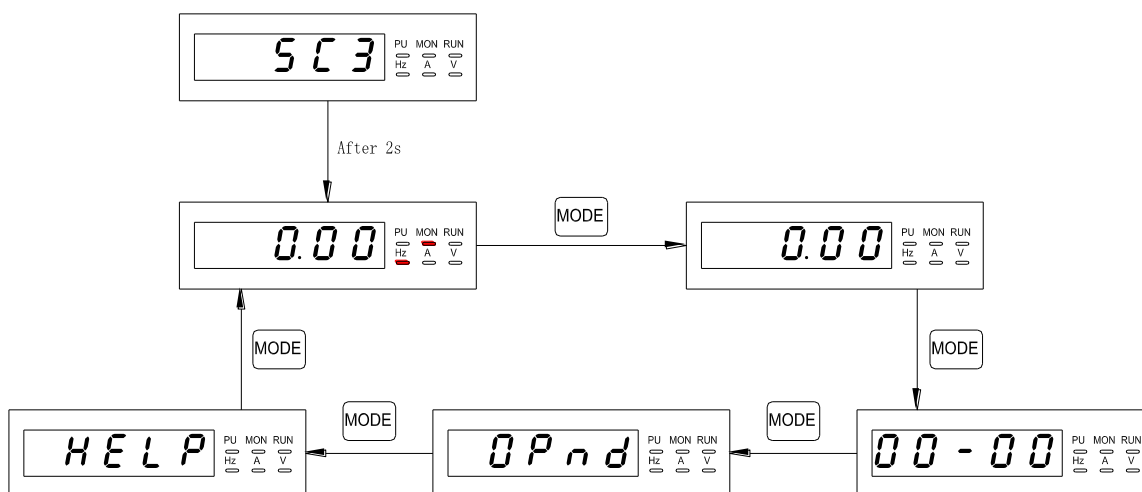 SC3
PU MON RUN
Hz A V
After 2s
0.00
PU MON RUN
Hz A V
MODE
0.00
PU MON RUN
Hz A V
MODE
MODE
HELP
PU MON RUN
Hz A V
MODE
OPnd
PU MON RUN
Hz A V
MODE
00-00
PU MON RUN
Hz A V